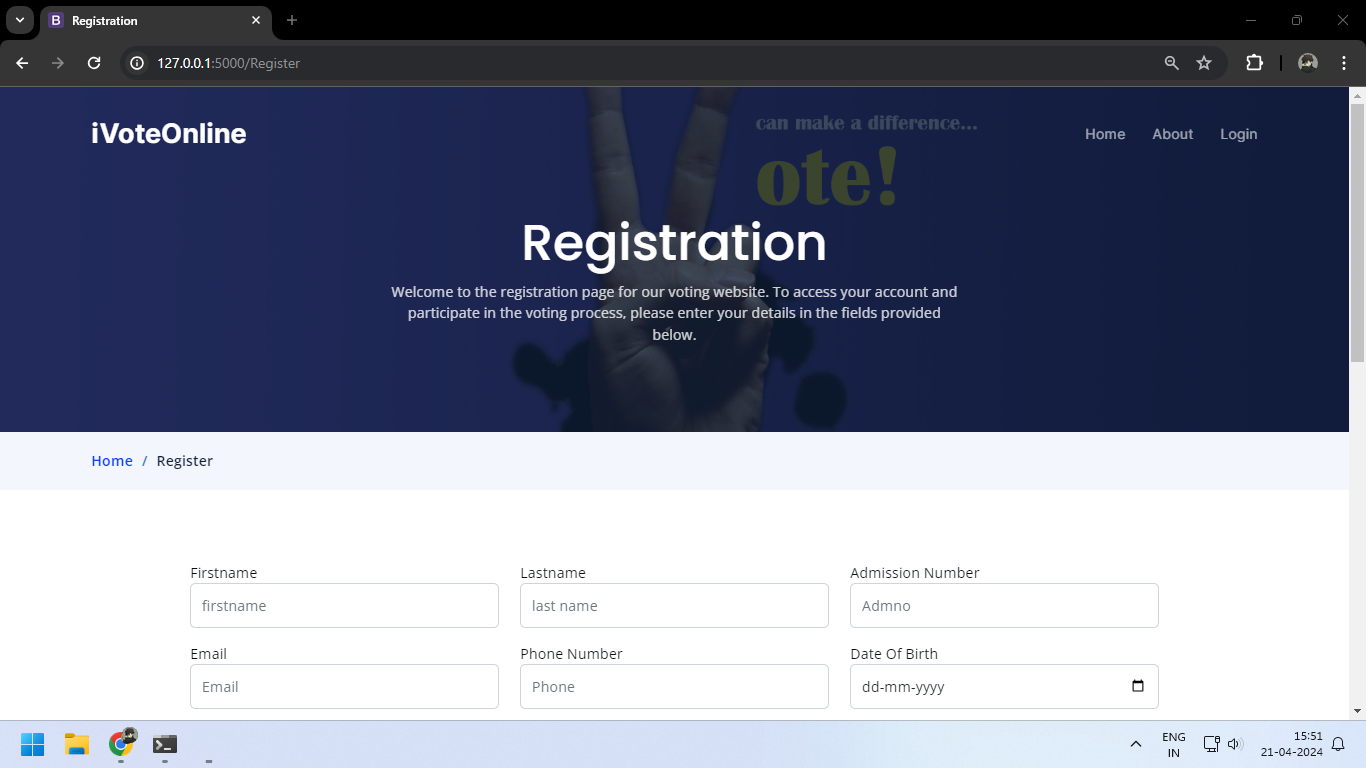 Registration
127.0.0.1:5000/Register
can make a difference...
iVoteOnline
Home About Login
ote!
Registration
Welcome to the registration page for our voting website. To access your account and
participate in the voting process, please enter your details in the fields provided
below.
Home / Register
Firstname Lastname Admission Number
firstname last name Admno
Email Phone Number Date Of Birth
Email Phone dd-mm-yyyy
ENG 15:51
IN 21-04-2024